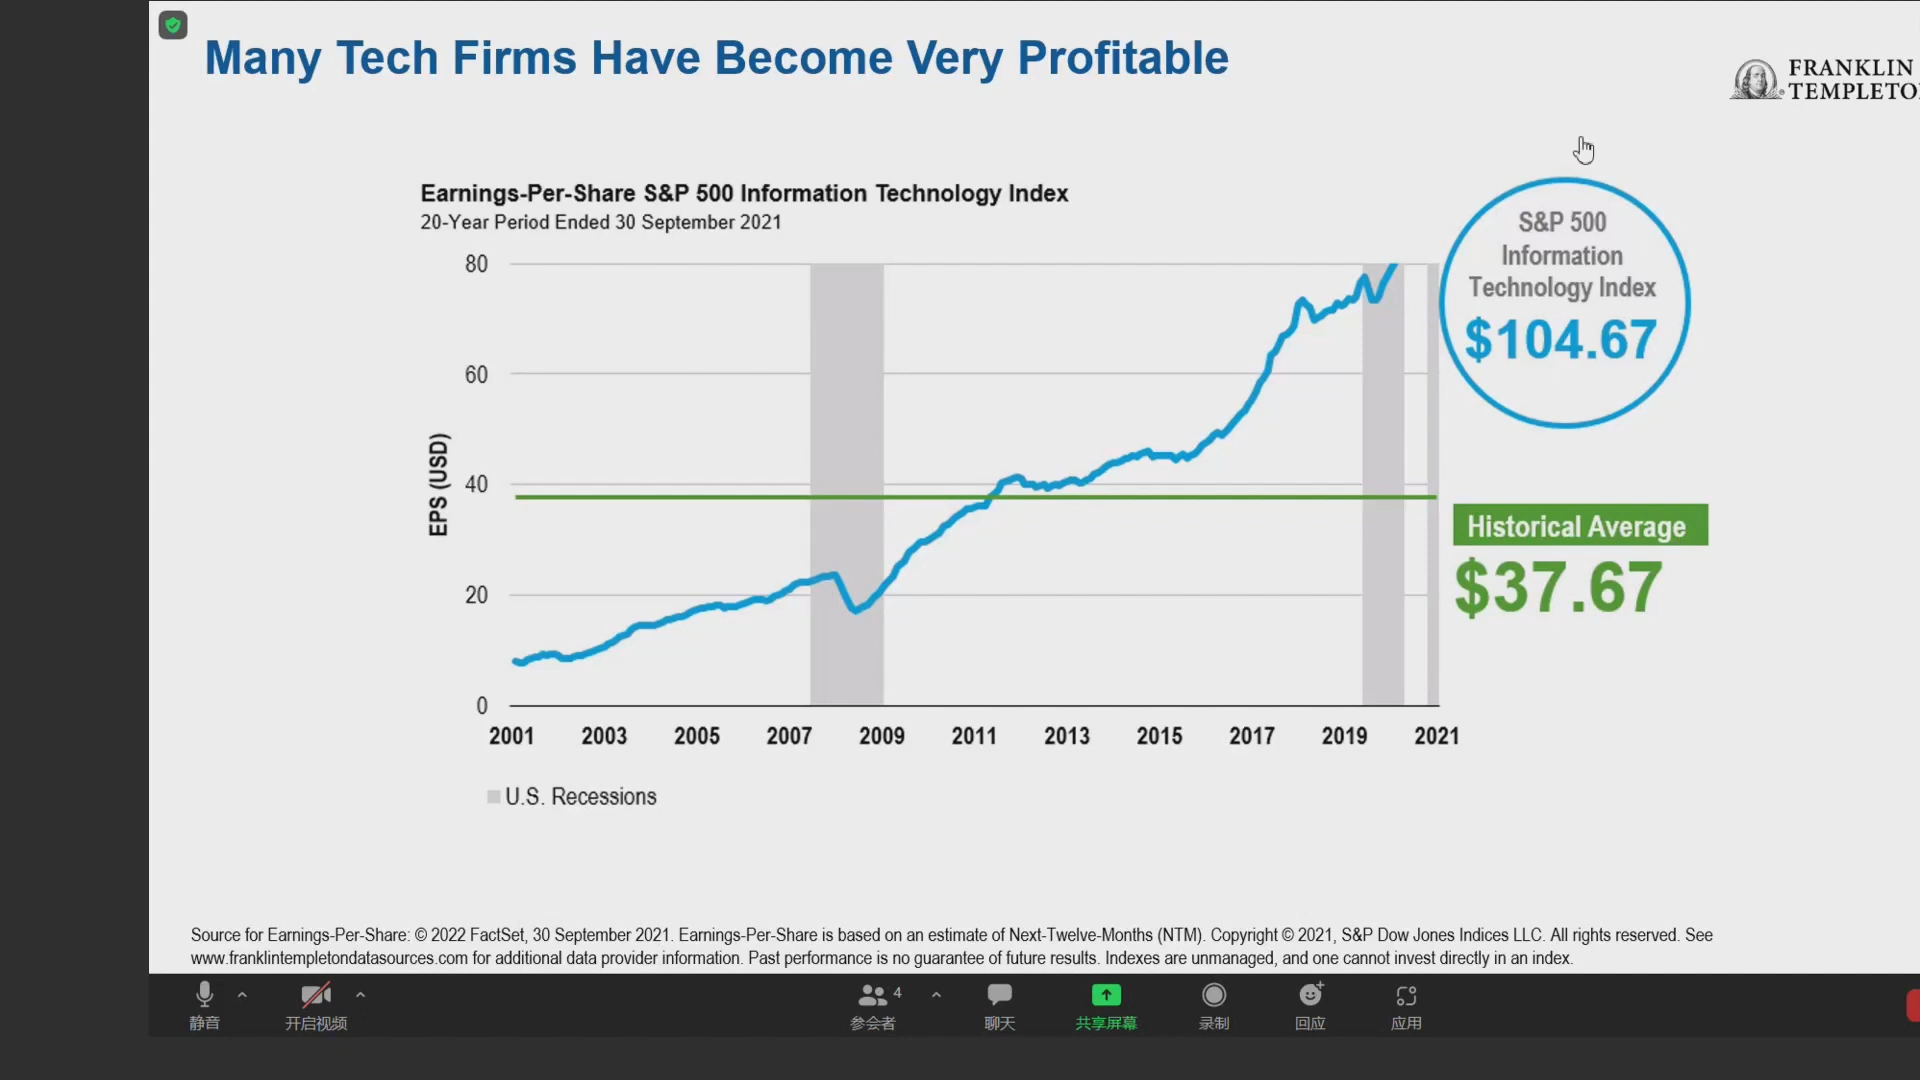 Many Tech Firms Have Become Very Profitable
FRANKLIN
TEMPLETO
Earnings-Per-Share S&P 500 Information Technology Index
20-Year Period Ended 30 September 2021
S&P 500
Information
Technology Index
$104.67
80
60
40
20
0
EPS (USD)
Historical Average
$37.67
2001 2003 2005 2007 2009 2011 2013 2015 2017 2019 2021
U.S. Recessions
Source for Earnings-Per-Share: © 2022 FactSet, 30 September 2021. Earnings-Per-Share is based on an estimate of Next-Twelve-Months (NTM). Copyright © 2021, S&P Dow Jones Indices LLC. All rights reserved. See
www.franklintempletondatasources.com for additional data provider information. Past performance is no guarantee of future results. Indexes are unmanaged, and one cannot invest directly in an index.
4
静音 开启视频 参会者 聊天 共享屏幕 录制 回应 应用